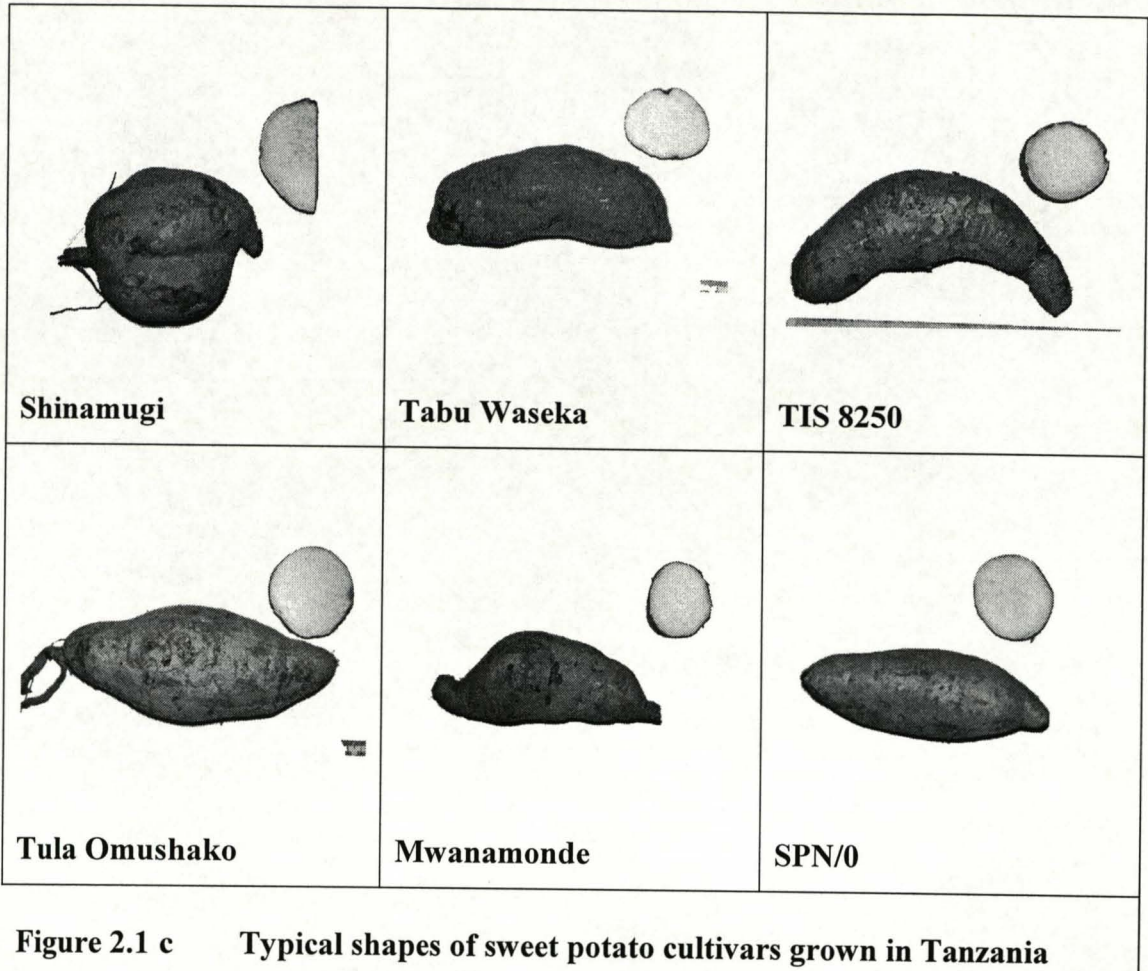 Shinamugi
Tabu Waseka
TIS 8250
Tula Omushako
Mwanamonde
SPN/0
Figure 2.1 c Typical shapes of sweet potato cultivars grown in Tanzania